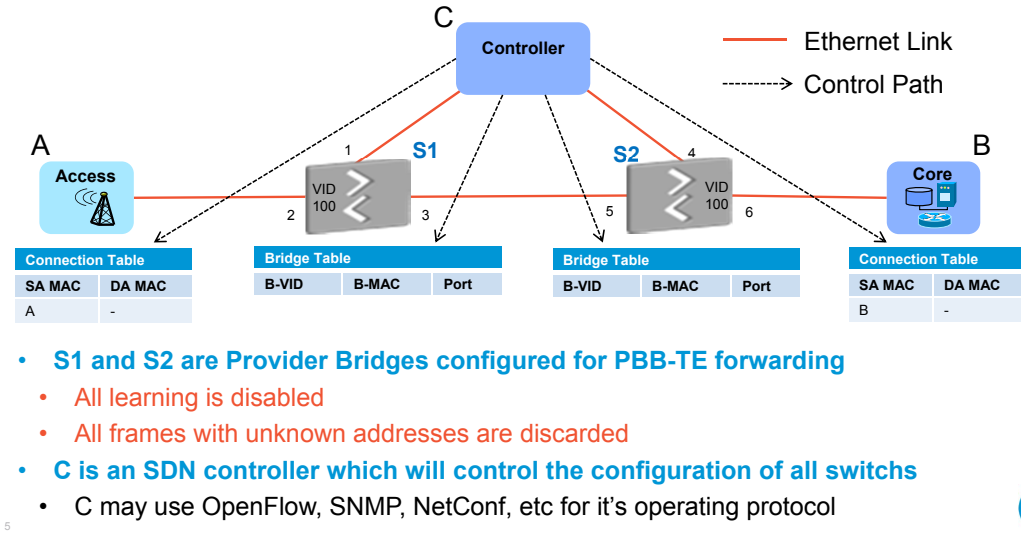 C
Controller
Ethernet Link
Control Path
A
Access
1
S1
VID
100
2
3
S2
4
VID
100
5
6
B
Core
Connection Table
SA MAC DA MAC
A -
Bridge Table
B-VID B-MAC Port
Bridge Table
B-VID B-MAC Port
Connection Table
SA MAC DA MAC
B -
• S1 and S2 are Provider Bridges configured for PBB-TE forwarding
• All learning is disabled
• All frames with unknown addresses are discarded
• C is an SDN controller which will control the configuration of all switchs
• C may use OpenFlow, SNMP, NetConf, etc for it's operating protocol
5